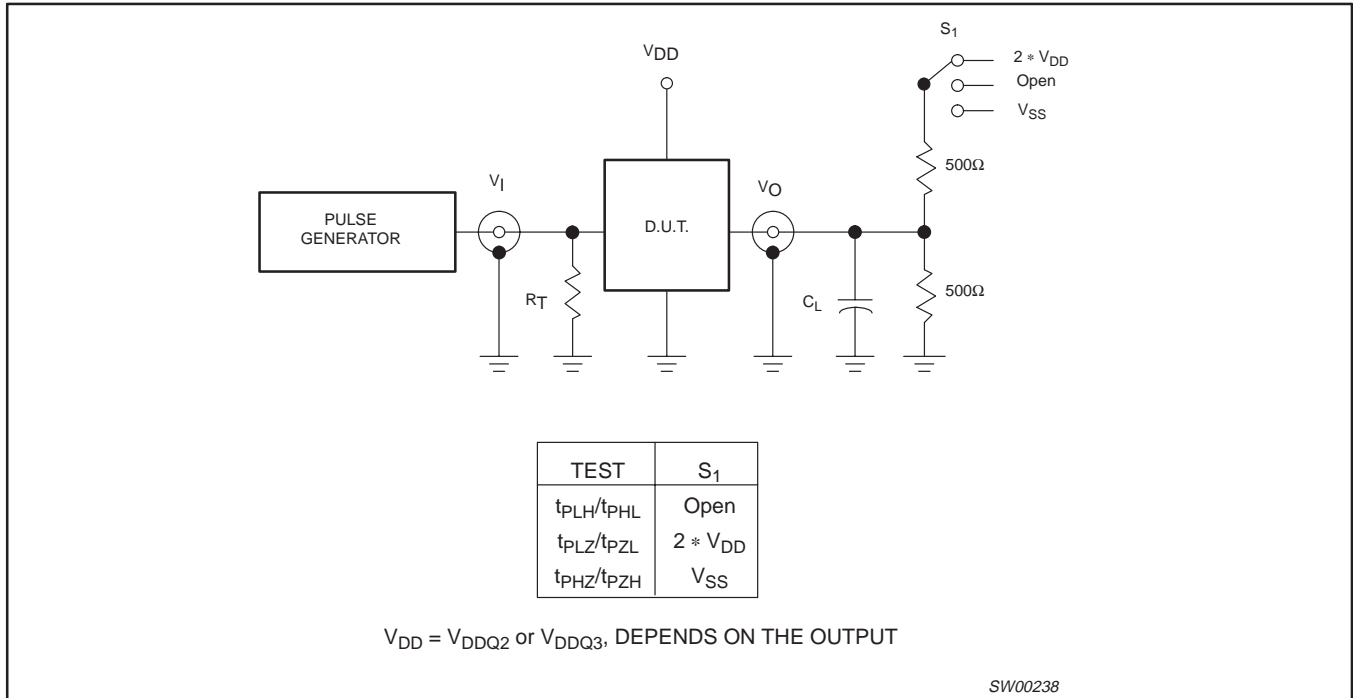 S1
2 * VDD
Open
VSS
VDD
500Ω
VI
VO
PULSE
GENERATOR
D.U.T.
RT
CL
500Ω
TEST S1
tPLH/tPHL Open
tPLZ/tPZL 2 * VDD
tPHZ/tPZH VSS
VDD = VDDQ2 or VDDQ3, DEPENDS ON THE OUTPUT
SW00238